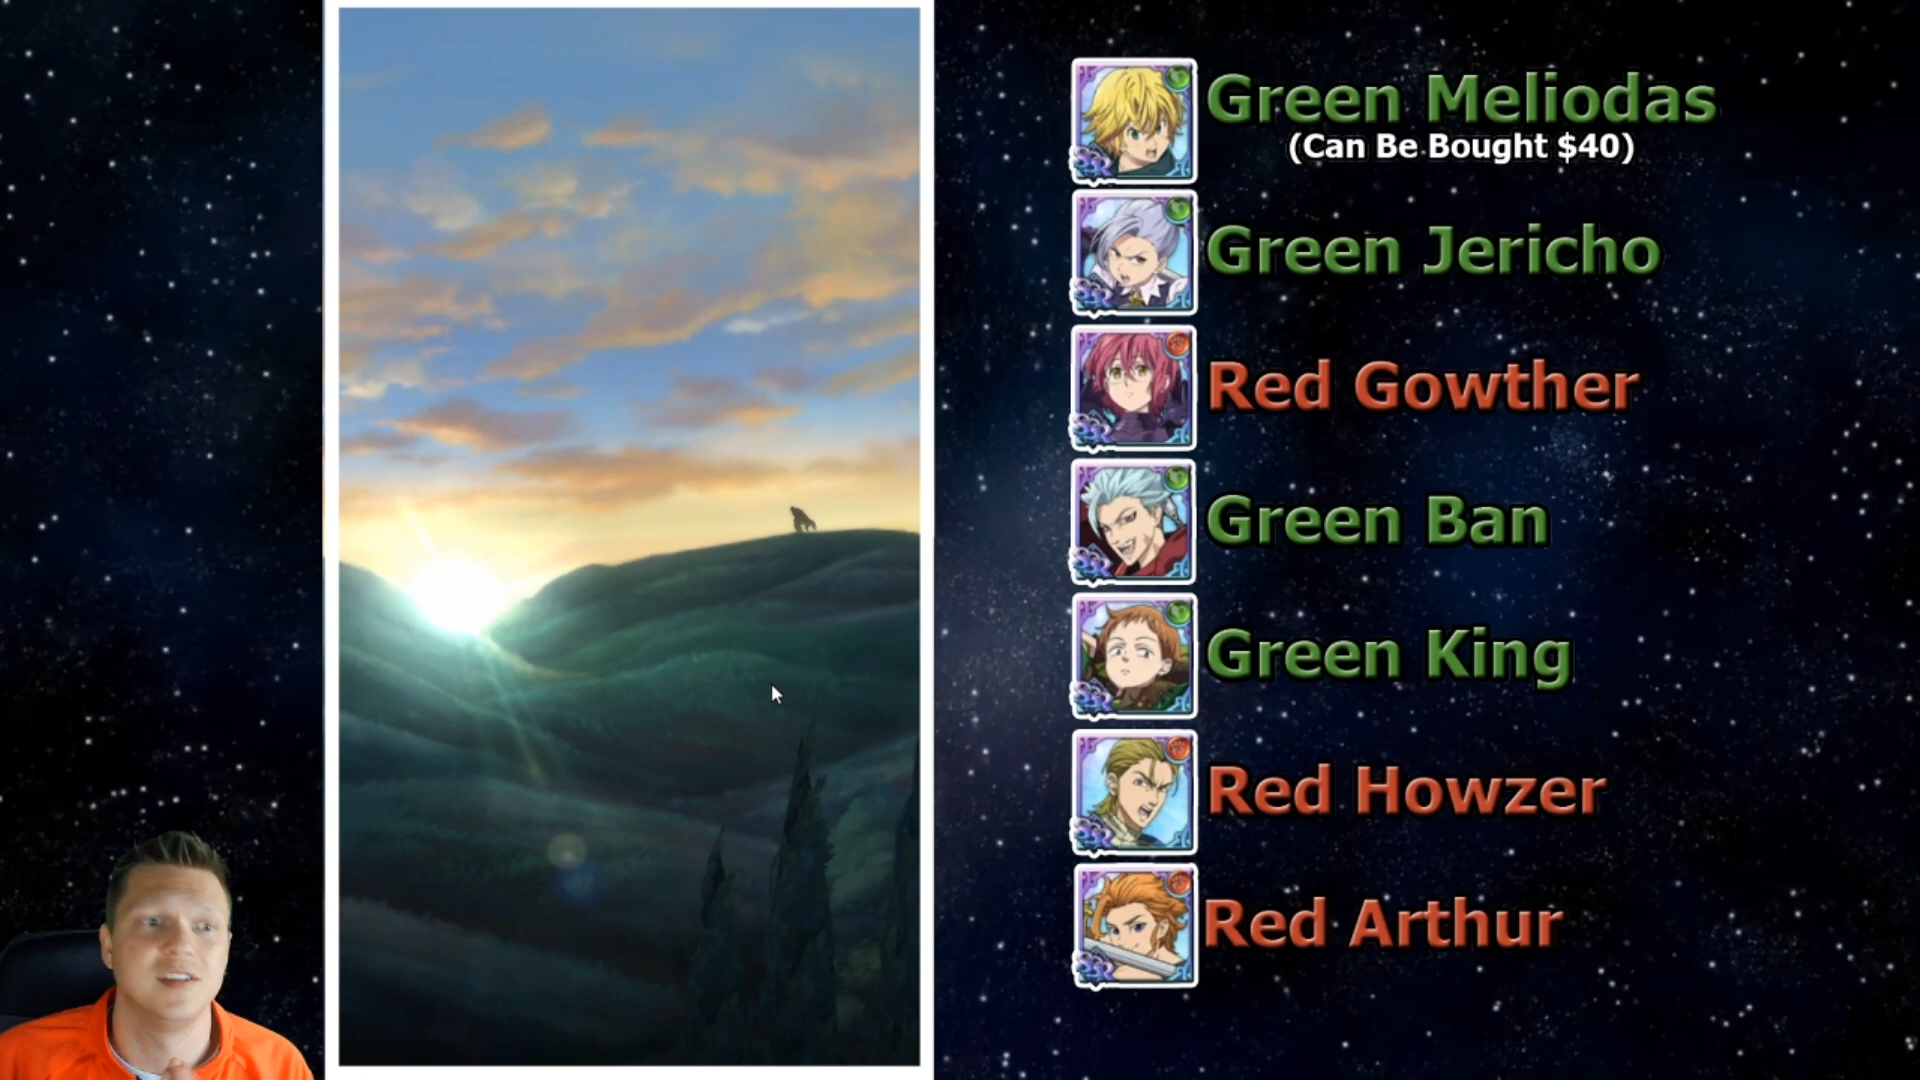 Green Meliodas
(Can Be Bought $40)
Green Jericho
Red Gowther
Green Ban
Green King
Red Howzer
Red Arthur